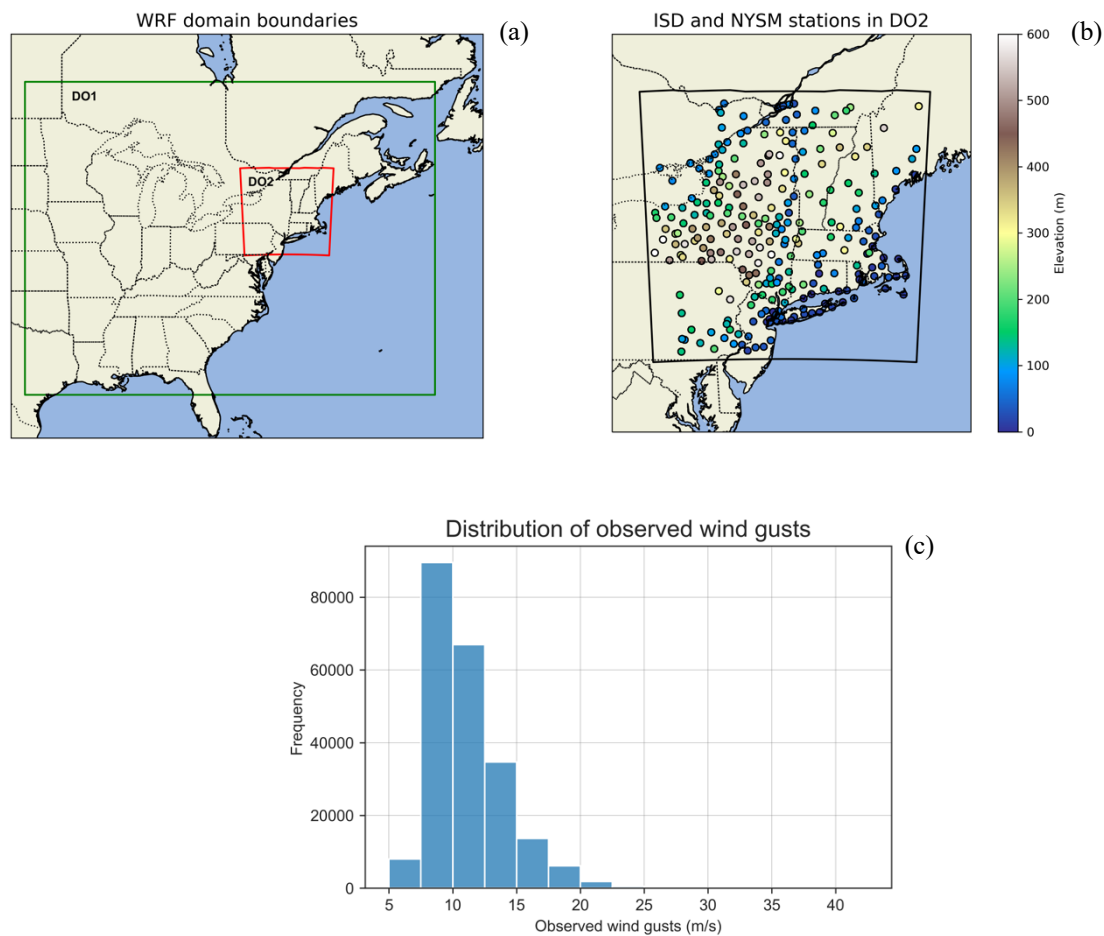 WRF domain boundaries
(a)
DO1
DO2
ISD and NYSM stations in DO2
(b)
600
500
400
300
200
100
0
Elevation (m)
Distribution of observed wind gusts
(c)
80000
60000
40000
20000
0
Frequency
5 10 15 20 25 30 35 40
Observed wind gusts (m/s)